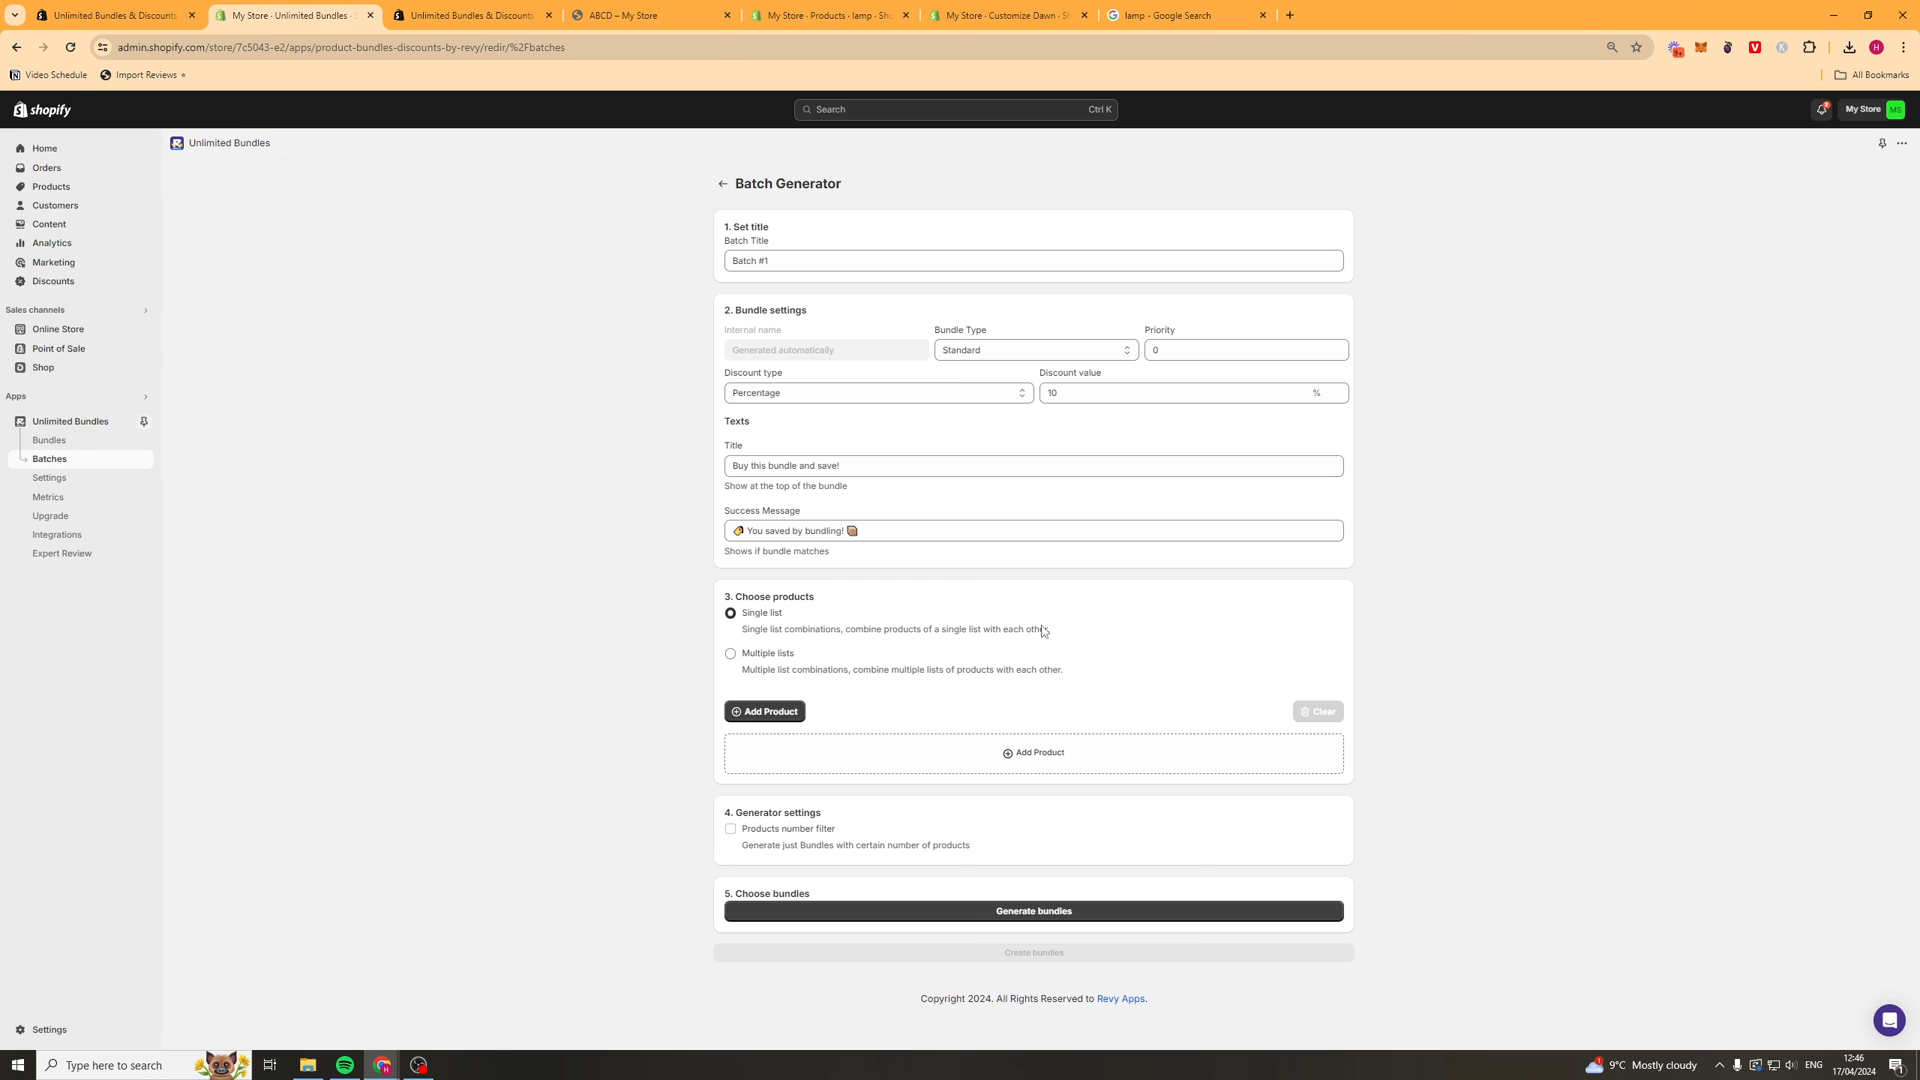 Unlimited Bundles & Discounts
My Store · Unlimited Bundles · S
Unlimited Bundles & Discounts
ABCD – My Store
My Store · Products · lamp · Sho
My Store · Customize Dawn · Sh
lamp - Google Search
admin.shopify.com/store/7c5043-e2/apps/product-bundles-discounts-by-revy/redir/%2Fbatches
Video Schedule
Import Reviews
All Bookmarks
shopify
Search
Ctrl K
My Store
MS
Unlimited Bundles
Home
Orders
Products
Customers
Content
Analytics
Marketing
Discounts
Sales channels
Online Store
Point of Sale
Shop
Apps
Unlimited Bundles
Bundles
Batches
Settings
Metrics
Upgrade
Integrations
Expert Review
Settings
Batch Generator
1. Set title
Batch Title
Batch #1
2. Bundle settings
Internal name Bundle Type Priority
Generated automatically Standard 0
Discount type Discount value
Percentage 10 %
Texts
Title
Buy this bundle and save!
Show at the top of the bundle
Success Message
🏷️ You saved by bundling! 📦
Shows if bundle matches
3. Choose products
Single list
Single list combinations, combine products of a single list with each other.
Multiple lists
Multiple list combinations, combine multiple lists of products with each other.
Add Product Clear
Add Product
4. Generator settings
Products number filter
Generate just Bundles with certain number of products
5. Choose bundles
Generate bundles
Create bundles
Copyright 2024. All Rights Reserved to Revy Apps.
Type here to search
9°C Mostly cloudy
ENG
12:46
17/04/2024